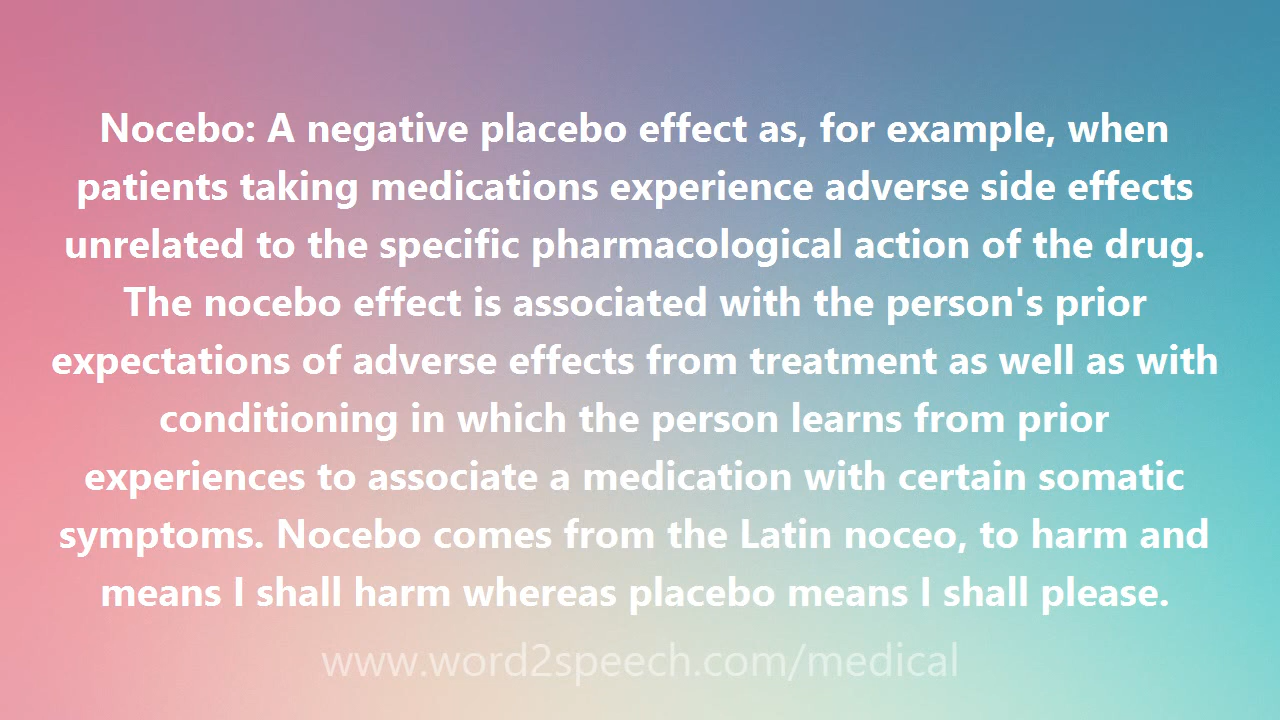 Nocebo: A negative placebo effect as, for example, when
patients taking medications experience adverse side effects
unrelated to the specific pharmacological action of the drug.
The nocebo effect is associated with the person's prior
expectations of adverse effects from treatment as well as with
conditioning in which the person learns from prior
experiences to associate a medication with certain somatic
symptoms. Nocebo comes from the Latin noceo, to harm and
means I shall harm whereas placebo means I shall please.
www.word2speech.com/medical